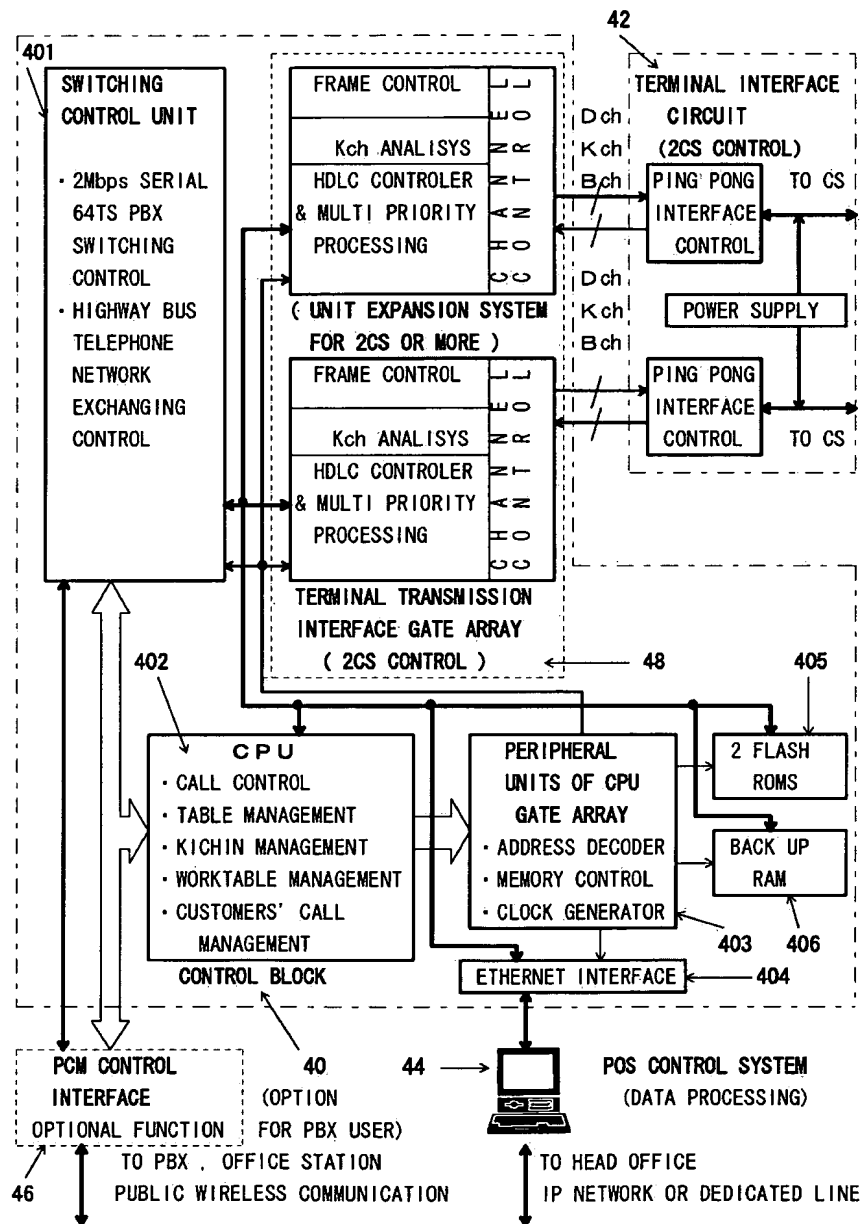 401
SWITCHING
CONTROL UNIT
・2Mbps SERIAL
64TS PBX
SWITCHING
CONTROL
・HIGHWAY BUS
TELEPHONE
NETWORK
EXCHANGING
CONTROL
FRAME CONTROL
Kch ANALISYS
HDLC CONTROLER
& MULTI PRIORITY
PROCESSING
CHANNEL
CONTROL
( UNIT EXPANSION SYSTEM
FOR 2CS OR MORE )
FRAME CONTROL
Kch ANALISYS
HDLC CONTROLER
& MULTI PRIORITY
PROCESSING
CHANNEL
CONTROL
TERMINAL TRANSMISSION
INTERFACE GATE ARRAY
( 2CS CONTROL )
48
Dch
Kch
Bch
Dch
Kch
Bch
42
TERMINAL INTERFACE
CIRCUIT
(2CS CONTROL)
PING PONG
INTERFACE
CONTROL
TO CS
POWER SUPPLY
PING PONG
INTERFACE
CONTROL
TO CS
402
CPU
・CALL CONTROL
・TABLE MANAGEMENT
・KICHIN MANAGEMENT
・WORKTABLE MANAGEMENT
・CUSTOMERS' CALL
MANAGEMENT
CONTROL BLOCK
PERIPHERAL
UNITS OF CPU
GATE ARRAY
・ADDRESS DECODER
・MEMORY CONTROL
・CLOCK GENERATOR
403
405
2 FLASH
ROMS
BACK UP
RAM
406
ETHERNET INTERFACE
404
PCM CONTROL
INTERFACE
OPTIONAL FUNCTION
46
40
(OPTION
FOR PBX USER)
TO PBX . OFFICE STATION
PUBLIC WIRELESS COMMUNICATION
44
POS CONTROL SYSTEM
(DATA PROCESSING)
TO HEAD OFFICE
IP NETWORK OR DEDICATED LINE